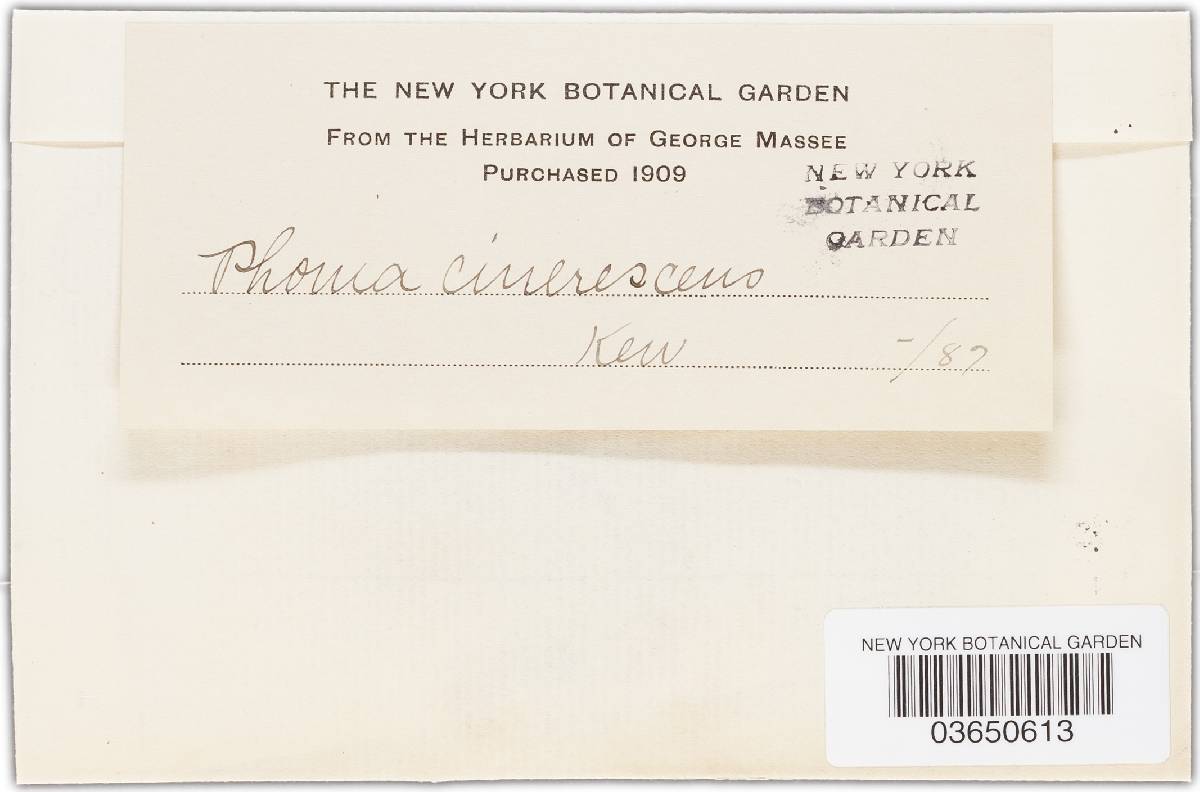 THE NEW YORK BOTANICAL GARDEN
FROM THE HERBARIUM OF GEORGE MASSEE
PURCHASED 1909
NEW YORK
BOTANICAL
GARDEN
Phoma cinerescens
Kew -/87
NEW YORK BOTANICAL GARDEN
03650613